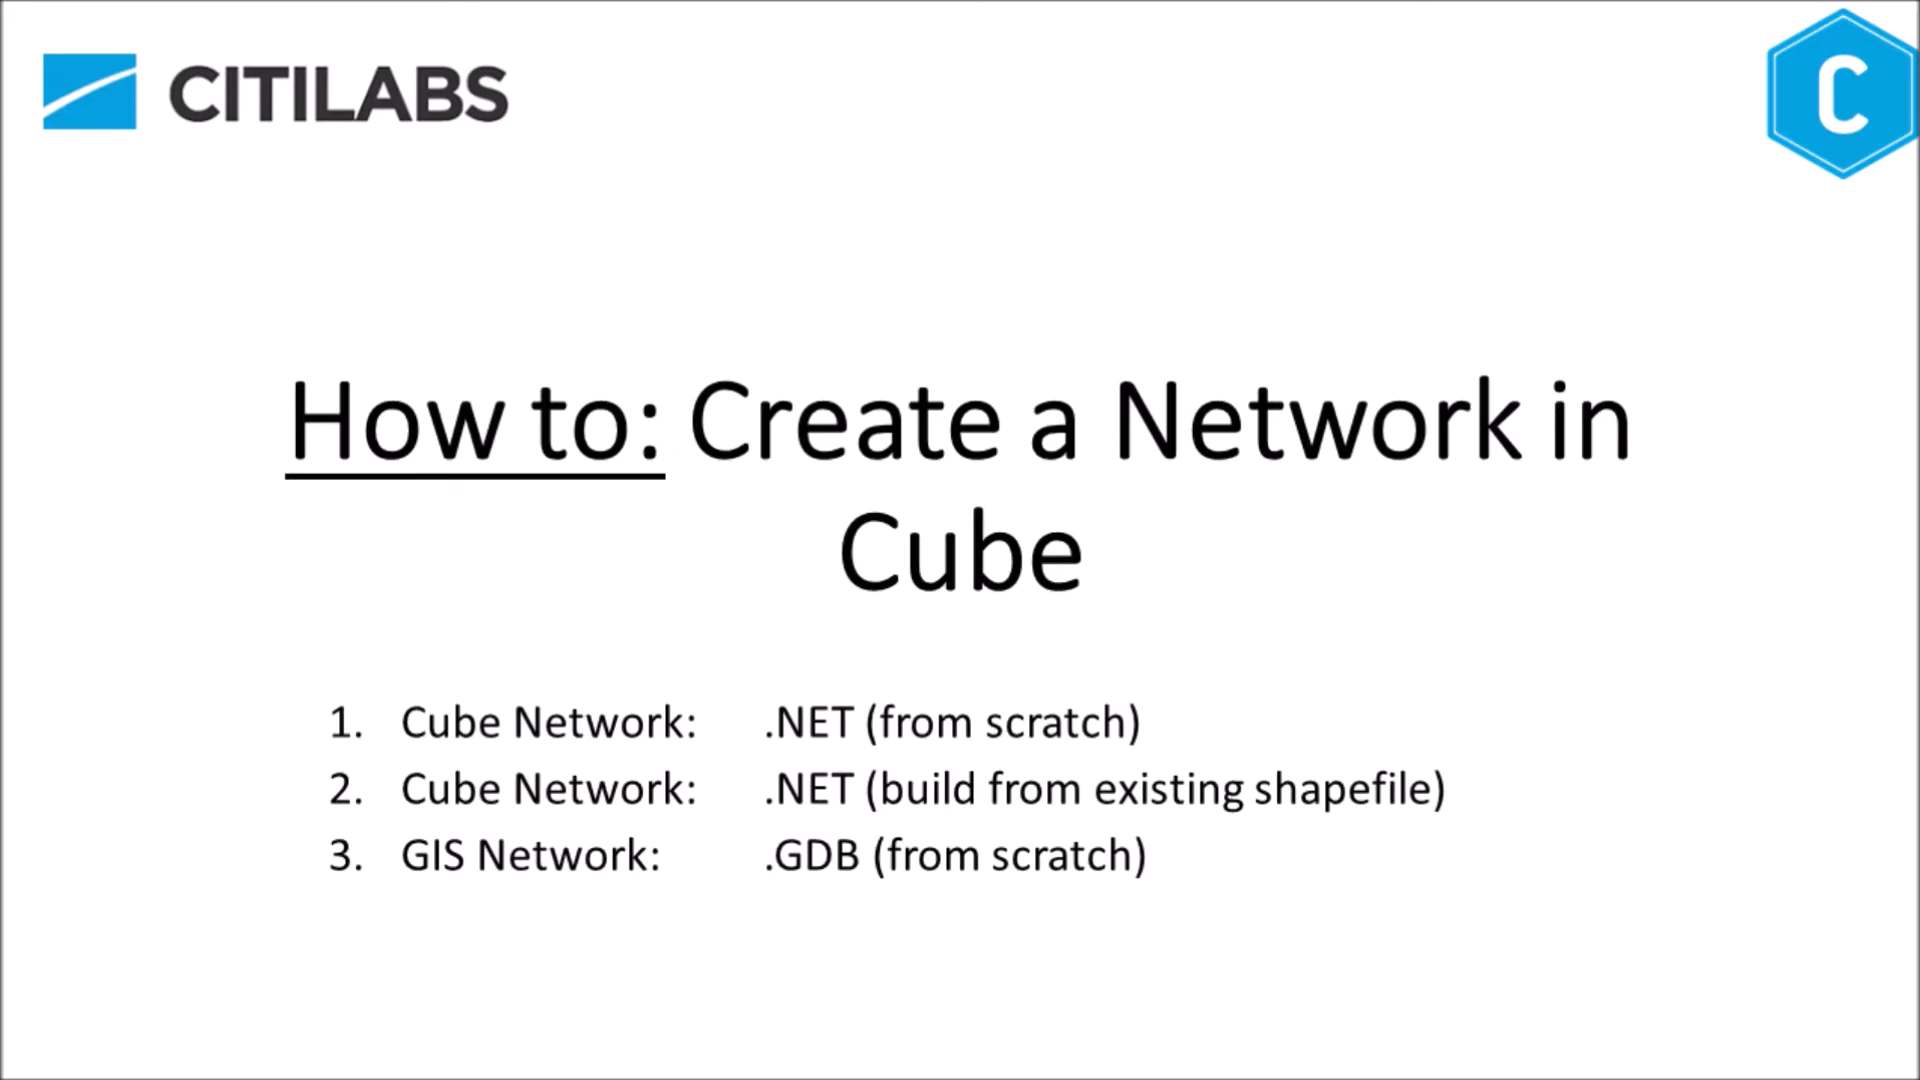 CITILABS
C
How to: Create a Network in
Cube
1. Cube Network: .NET (from scratch)
2. Cube Network: .NET (build from existing shapefile)
3. GIS Network: .GDB (from scratch)